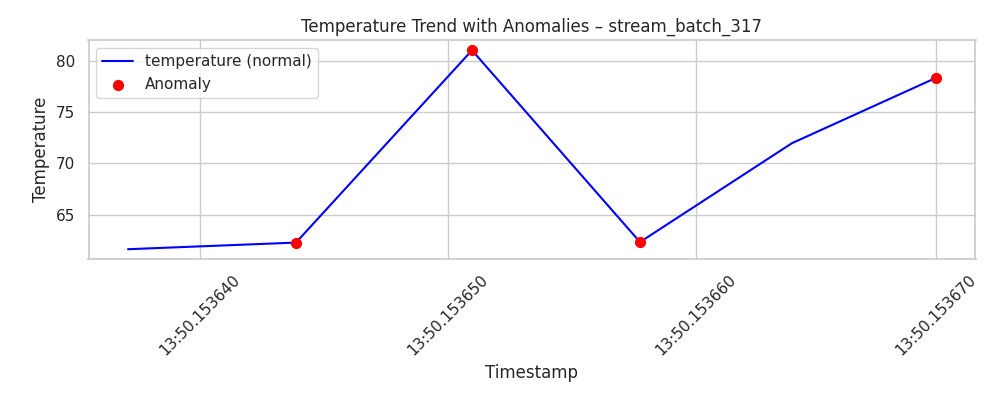 Temperature Trend with Anomalies – stream_batch_317
temperature (normal)
Anomaly
Temperature
80
75
70
65
13:50.153640
13:50.153650
13:50.153660
13:50.153670
Timestamp